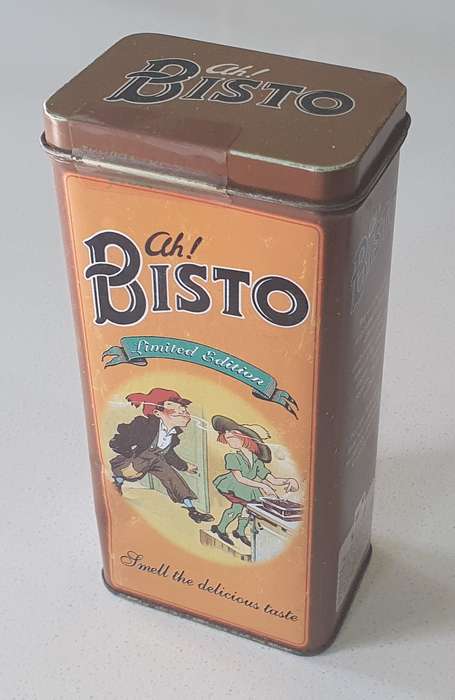 Ah!
BISTO
Ah!
BISTO
Limited Edition
Smell the delicious taste